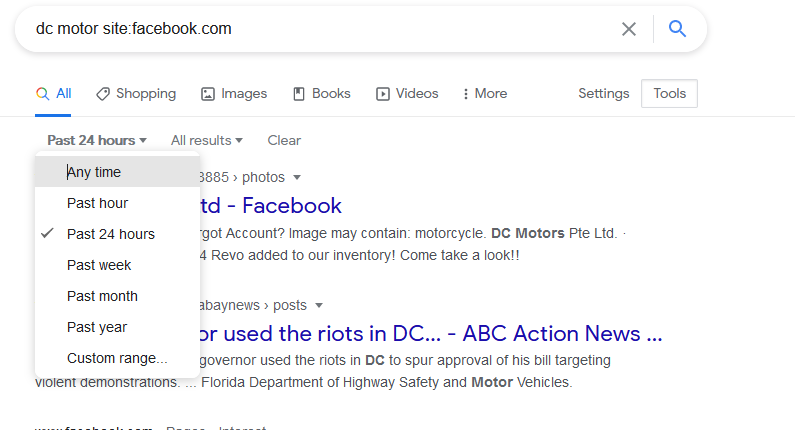 dc motor site:facebook.com
All Shopping Images Books Videos More Settings Tools
Past 24 hours All results Clear
Any time
8885 › photos
Past hour
td - Facebook
Past 24 hours
rgot Account? Image may contain: motorcycle. DC Motors Pte Ltd. ·
4 Revo added to our inventory! Come take a look!!
Past week
Past month
abaynews › posts
Past year
or used the riots in DC... - ABC Action News ...
Custom range...
governor used the riots in DC to spur approval of his bill targeting
violent demonstrations. ... Florida Department of Highway Safety and Motor Vehicles.